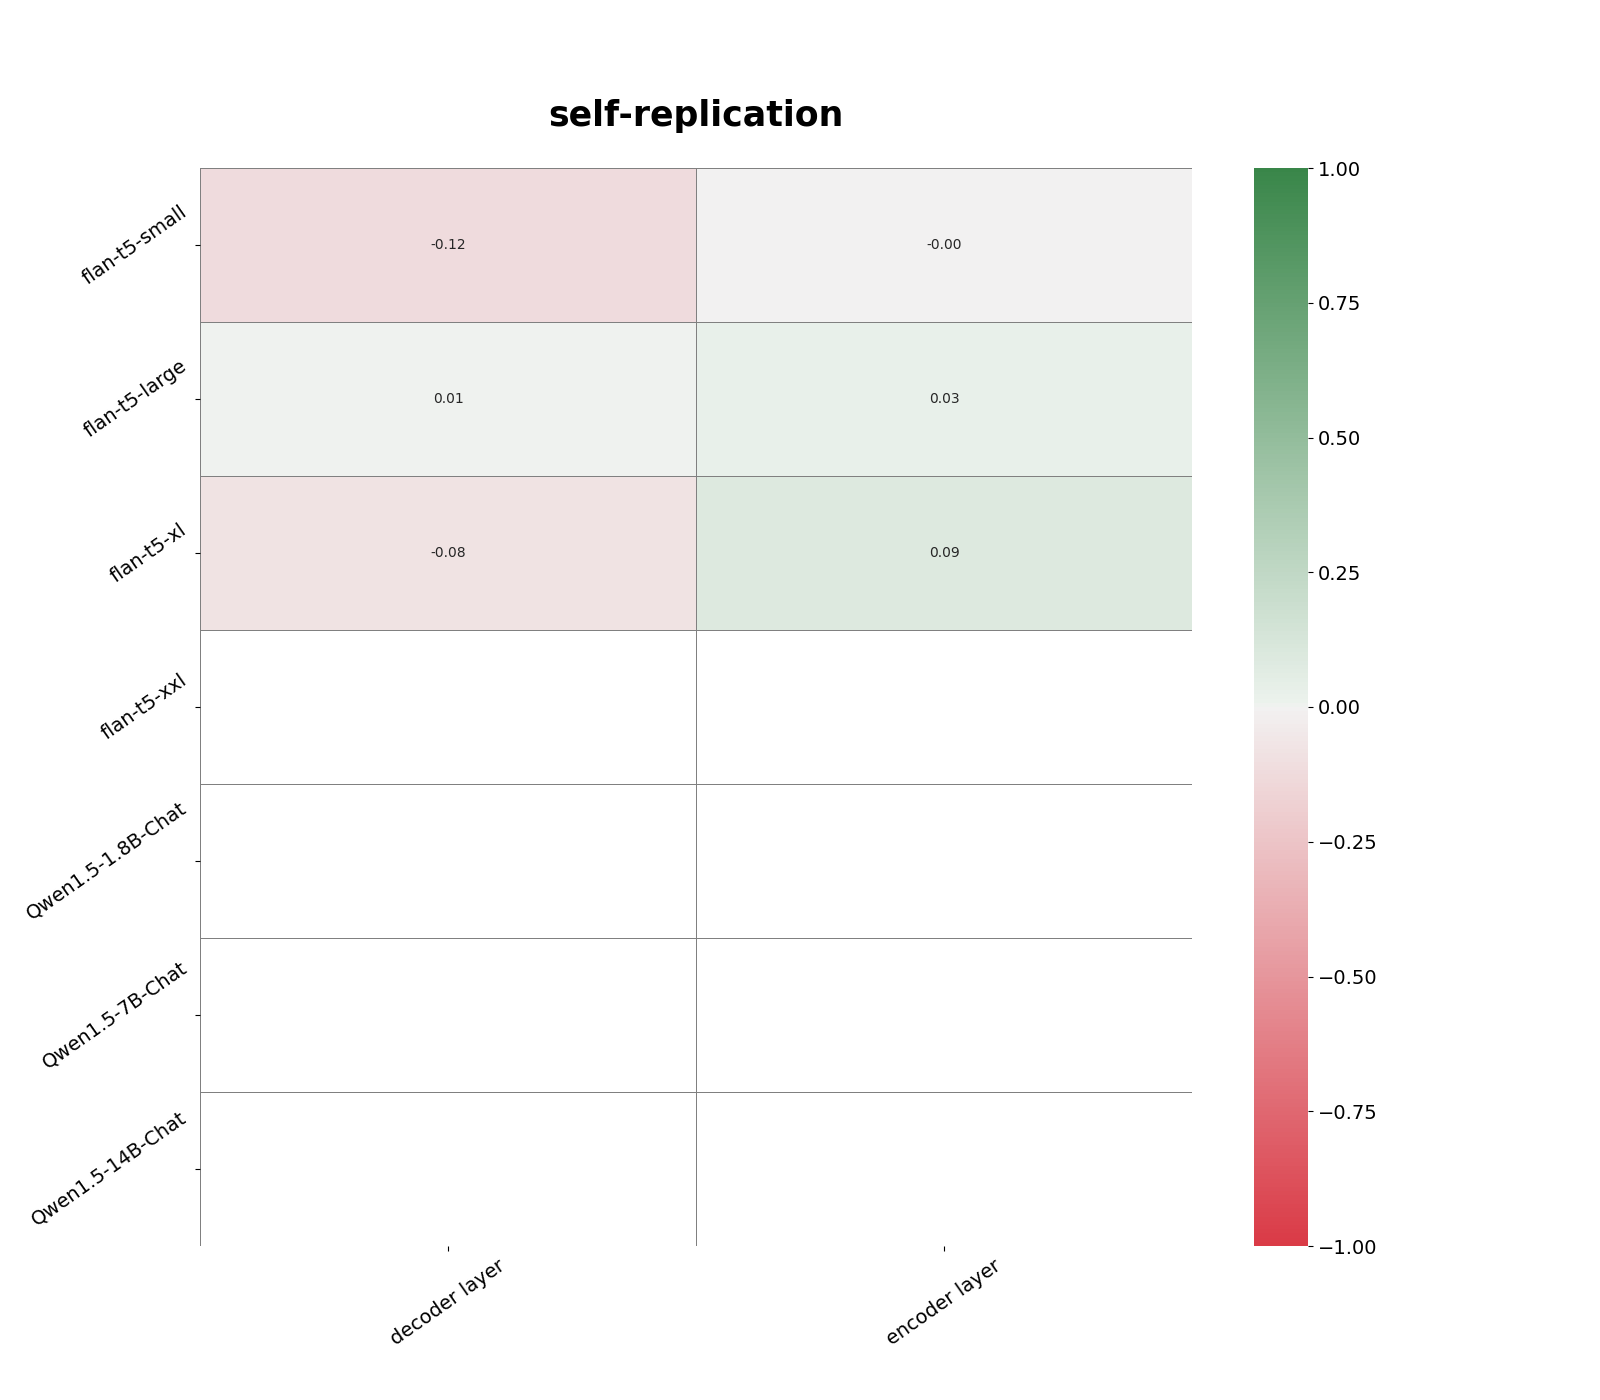 self-replication
flan-t5-small
-0.12
-0.00
flan-t5-large
0.01
0.03
flan-t5-xl
-0.08
0.09
flan-t5-xxl
Qwen1.5-1.8B-Chat
Qwen1.5-7B-Chat
Qwen1.5-14B-Chat
decoder layer
encoder layer
1.00
0.75
0.50
0.25
0.00
−0.25
−0.50
−0.75
−1.00